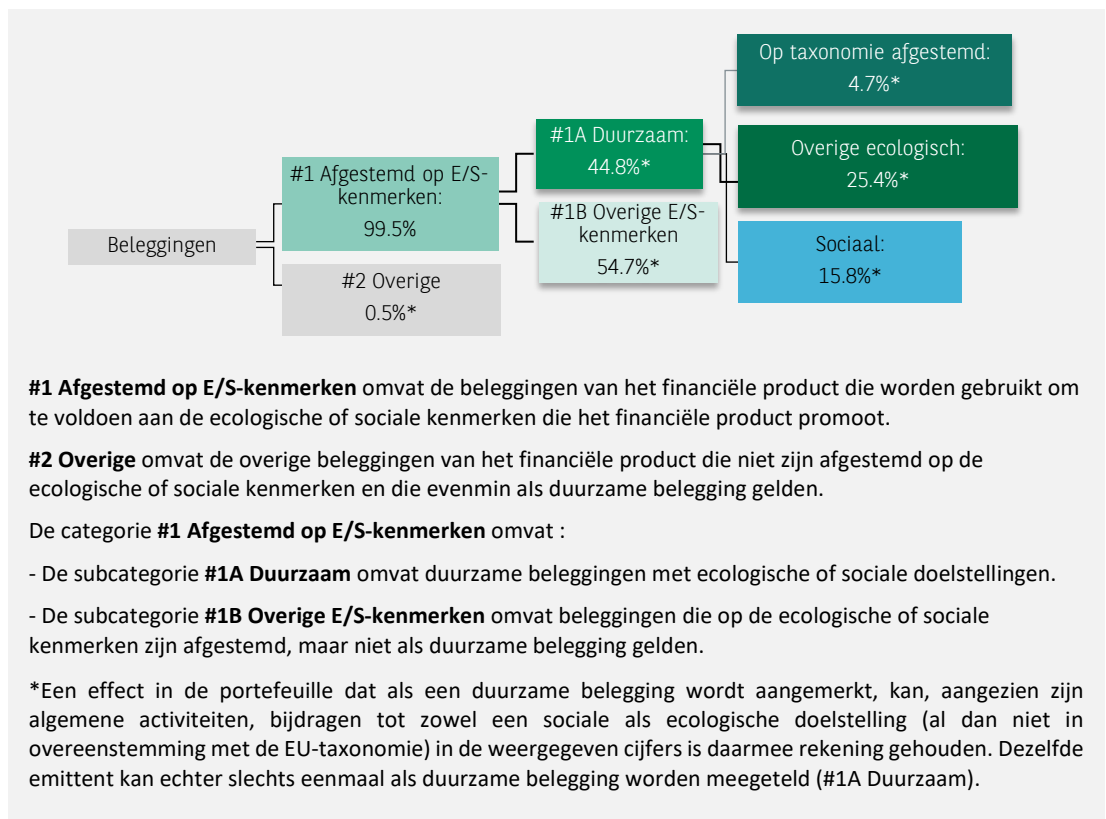 Op taxonomie afgestemd:
4.7%*
#1A Duurzaam:
44.8%*
Overige ecologisch:
25.4%*
#1 Afgestemd op E/S-
kenmerken:
99.5%
#1B Overige E/S-
kenmerken
54.7%*
Beleggingen
Sociaal:
15.8%*
#2 Overige
0.5%*
#1 Afgestemd op E/S-kenmerken omvat de beleggingen van het financiële product die worden gebruikt om
te voldoen aan de ecologische of sociale kenmerken die het financiële product promoot.
#2 Overige omvat de overige beleggingen van het financiële product die niet zijn afgestemd op de
ecologische of sociale kenmerken en die evenmin als duurzame belegging gelden.
De categorie #1 Afgestemd op E/S-kenmerken omvat :
- De subcategorie #1A Duurzaam omvat duurzame beleggingen met ecologische of sociale doelstellingen.
- De subcategorie #1B Overige E/S-kenmerken omvat beleggingen die op de ecologische of sociale
kenmerken zijn afgestemd, maar niet als duurzame belegging gelden.
*Een effect in de portefeuille dat als een duurzame belegging wordt aangemerkt, kan, aangezien zijn
algemene activiteiten, bijdragen tot zowel een sociale als ecologische doelstelling (al dan niet in
overeenstemming met de EU-taxonomie) in de weergegeven cijfers is daarmee rekening gehouden. Dezelfde
emittent kan echter slechts eenmaal als duurzame belegging worden meegeteld (#1A Duurzaam).